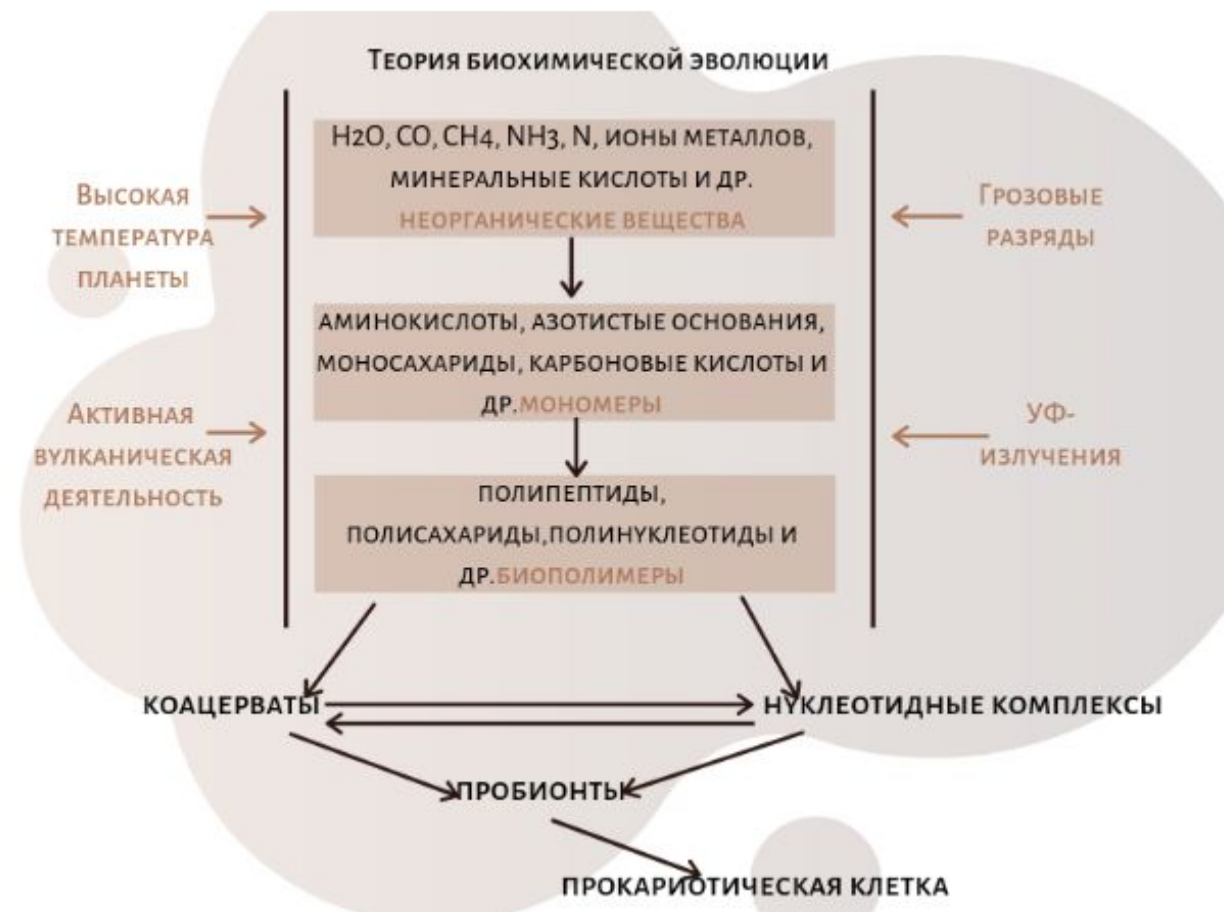 Теория биохимической эволюции
H2O, CO, CH4, NH3, N, ионы металлов,
минеральные кислоты и др.
неорганические вещества
Высокая
температура
планеты
Грозовые
разряды
аминокислоты, азотистые основания,
моносахариды, карбоновые кислоты и
др.мономеры
Активная
вулканическая
деятельность
УФ-
излучения
полипептиды,
полисахариды,полинуклеотиды и
др.биополимеры
коацерваты
нуклеотидные комплексы
пробионты
прокариотическая клетка